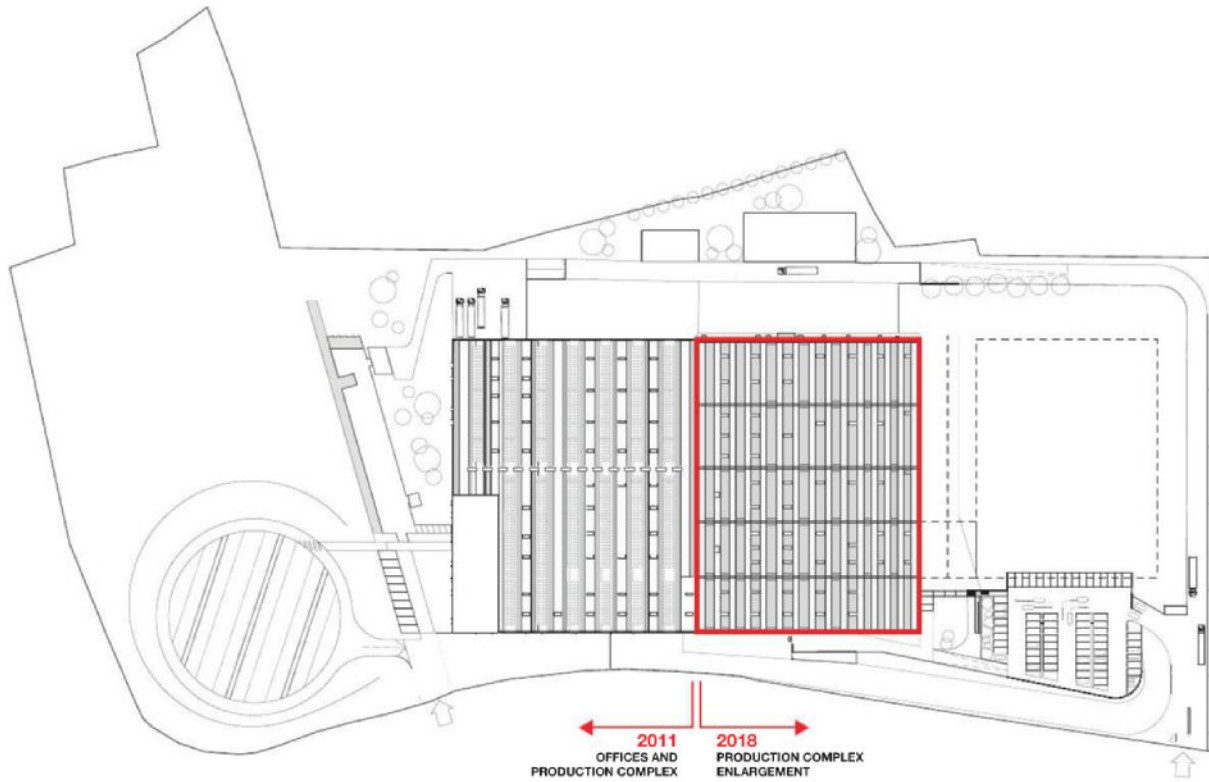 2011
OFFICES AND
PRODUCTION COMPLEX
2018
PRODUCTION COMPLEX
ENLARGEMENT